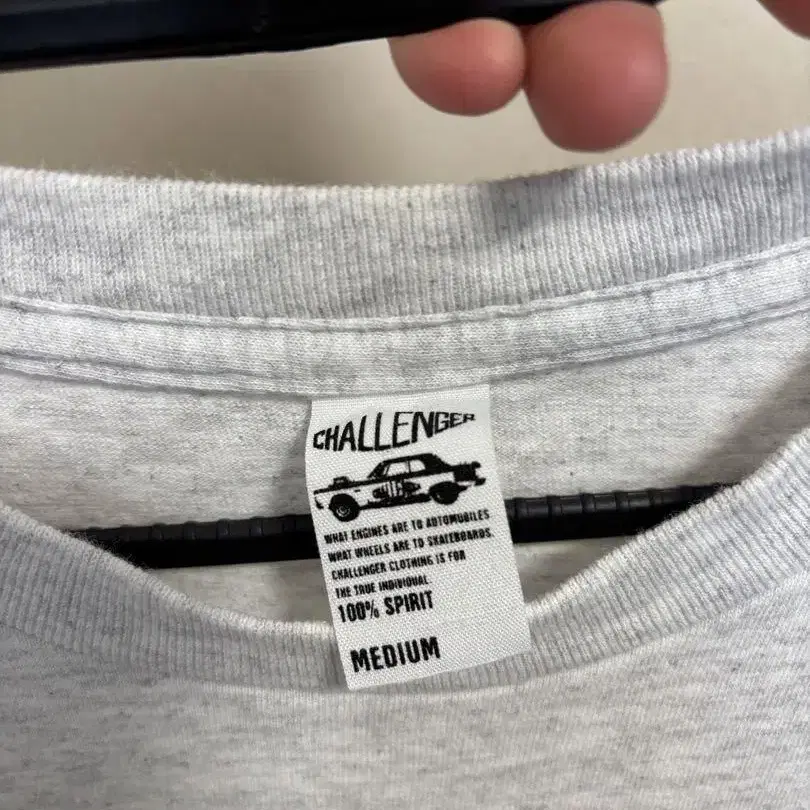 CHALLENGER
WHAT ENGINES ARE TO AUTOMOBILES
WHAT WHEELS ARE TO SKATEBOARDS.
CHALLENGER CLOTHING IS FOR
THE TRUE INDIVIDUAL
100% SPIRIT
MEDIUM